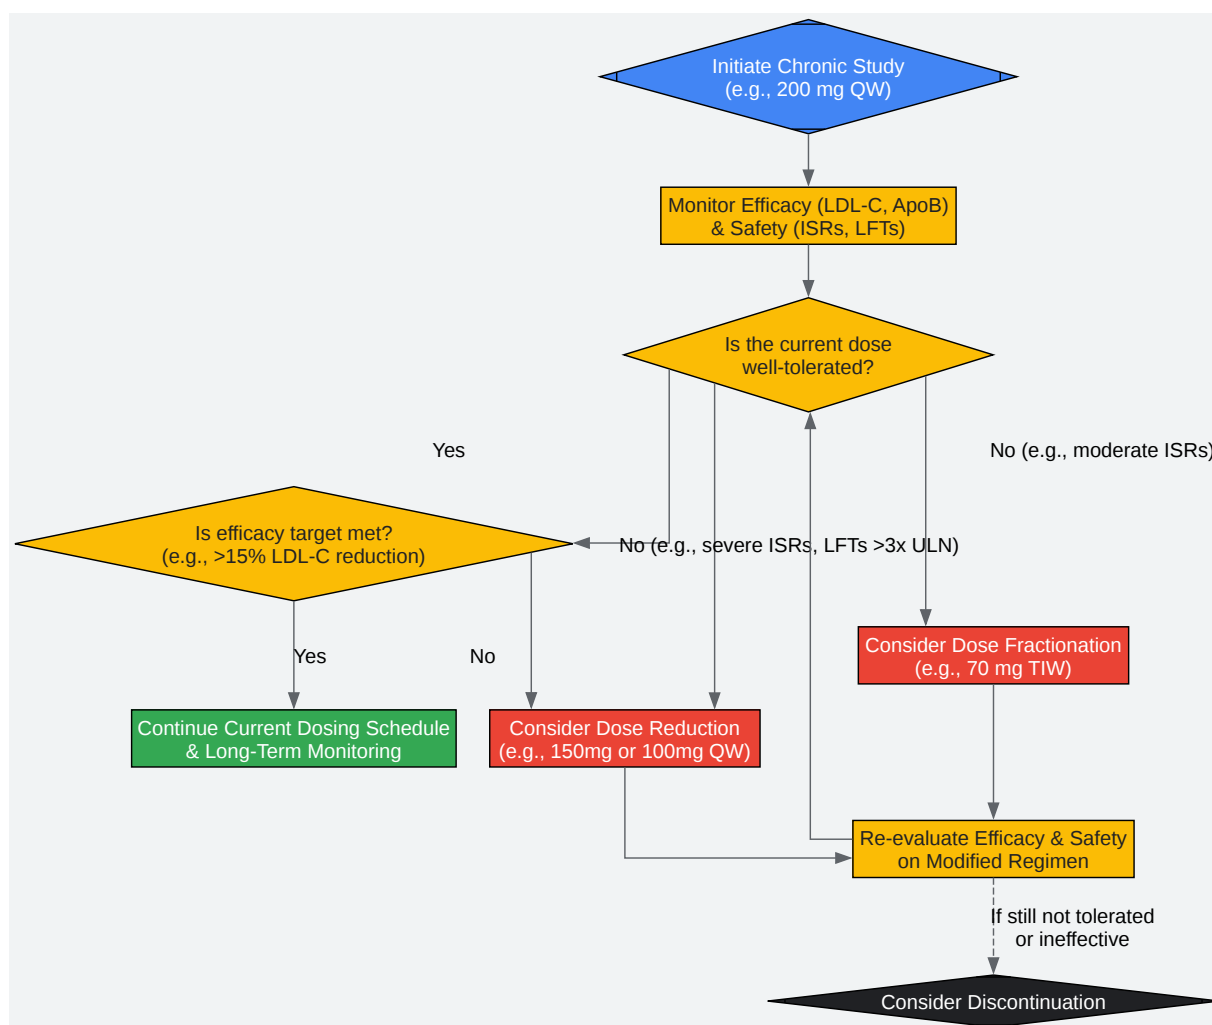 Initiate Chronic Study
(e.g., 200 mg QW)
Monitor Efficacy (LDL-C, ApoB)
& Safety (ISRs, LFTs)
Is the current dose
well-tolerated?
Yes
No (e.g., moderate ISRs)
Is efficacy target met?
(e.g., >15% LDL-C reduction)
No (e.g., severe ISRs, LFTs >3x ULN)
Yes
No
Consider Dose Fractionation
(e.g., 70 mg TIW)
Continue Current Dosing Schedule
& Long-Term Monitoring
Consider Dose Reduction
(e.g., 150mg or 100mg QW)
Re-evaluate Efficacy & Safety
on Modified Regimen
If still not tolerated
or ineffective
Consider Discontinuation